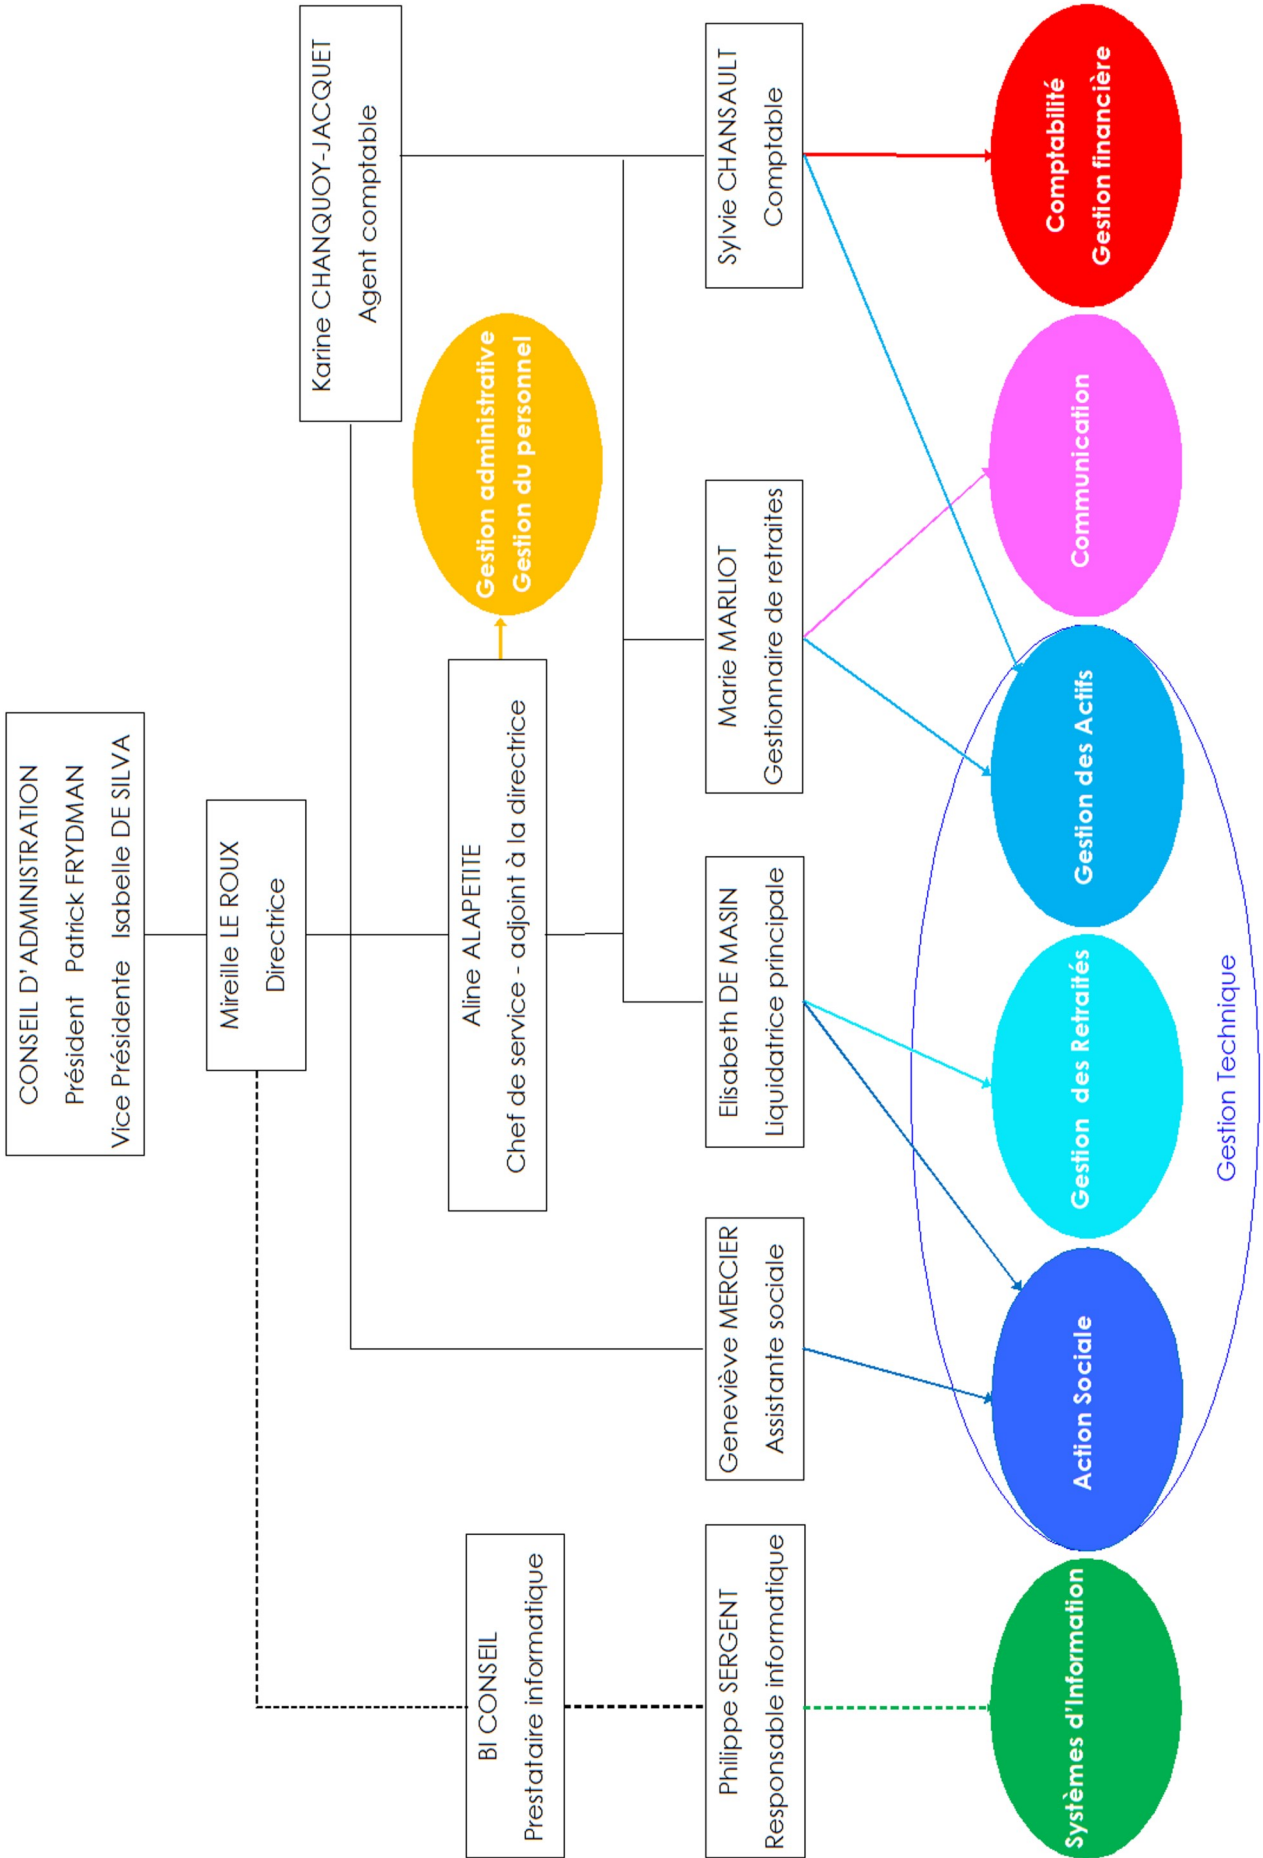 CONSEIL D'ADMINISTRATION
Président Patrick FRYDMAN
Vice Présidente Isabelle DE SILVA
Mireille LE ROUX
Directrice
Karine CHANQUOY-JACQUET
Agent comptable
BI CONSEIL
Prestataire informatique
Aline ALAPETITE
Chef de service - adjoint à la directrice
Gestion administrative
Gestion du personnel
Philippe SERGENT
Responsable informatique
Geneviève MERCIER
Assistante sociale
Elisabeth DE MASIN
Liquidatrice principale
Marie MARLIOT
Gestionnaire de retraites
Sylvie CHANSAULT
Comptable
Systèmes d'Information
Action Sociale
Gestion des Retraités
Gestion des Actifs
Communication
Comptabilité
Gestion financière
Gestion Technique